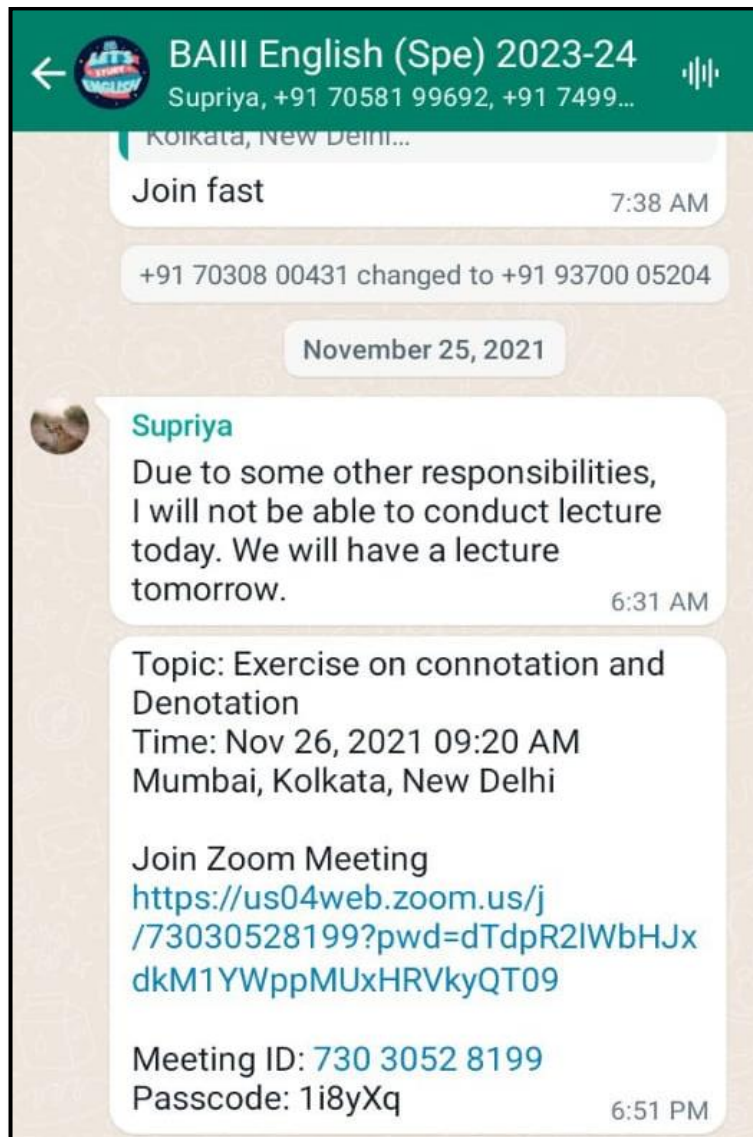 LET'S
STUDY
ENGLISH
BAIII English (Spe) 2023-24
Supriya, +91 70581 99692, +91 7499...
Kolkata, New Delhi...
Join fast
7:38 AM
+91 70308 00431 changed to +91 93700 05204
November 25, 2021
Supriya
Due to some other responsibilities,
I will not be able to conduct lecture
today. We will have a lecture
tomorrow.
6:31 AM
Topic: Exercise on connotation and
Denotation
Time: Nov 26, 2021 09:20 AM
Mumbai, Kolkata, New Delhi
Join Zoom Meeting
https://us04web.zoom.us/j
/73030528199?pwd=dTdpR2lWbHJx
dkM1YWppMUxHRVkyQT09
Meeting ID: 730 3052 8199
Passcode: 1i8yXq
6:51 PM